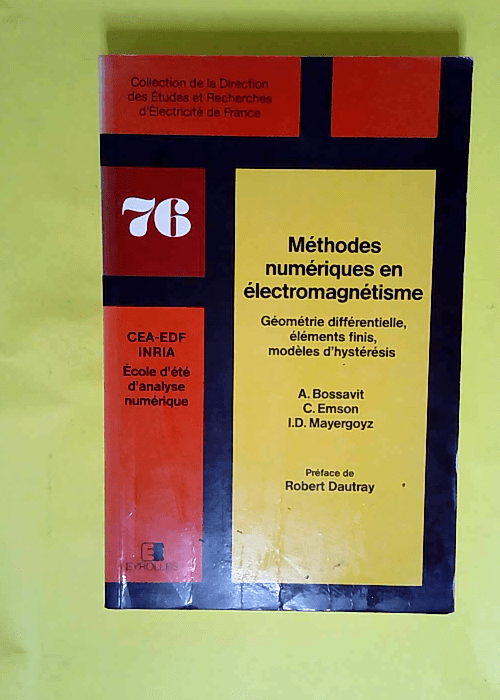 Collection de la Direction
des Études et Recherches
d'Électricité de France
76
Méthodes
numériques en
électromagnétisme
Géométrie différentielle,
éléments finis,
modèles d'hystérésis
CEA-EDF
INRIA
École d'été
d'analyse
numérique
A. Bossavit
C. Emson
I.D. Mayergoyz
Préface de
Robert Dautray
EYROLLES